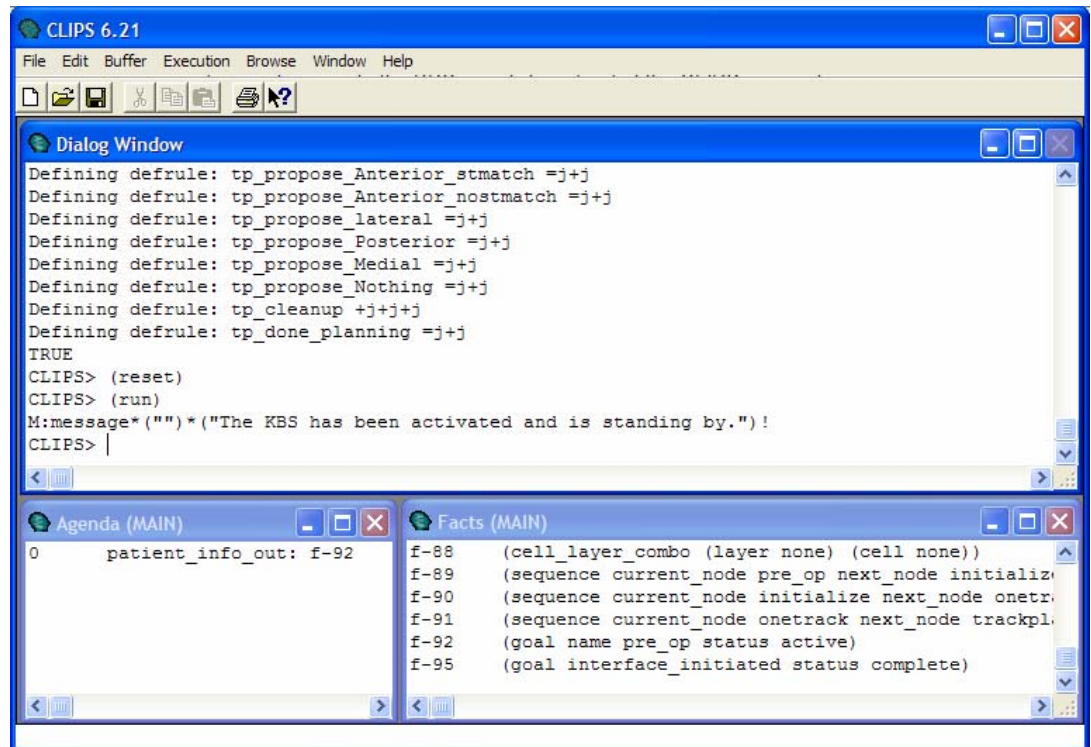 CLIPS 6.21
File Edit Buffer Execution Browse Window Help
Dialog Window
Defining defrule: tp_propose_Anterior_stmatch =j+j
Defining defrule: tp_propose_Anterior_nostmatch =j+j
Defining defrule: tp_propose_lateral =j+j
Defining defrule: tp_propose_Posterior =j+j
Defining defrule: tp_propose_Medial =j+j
Defining defrule: tp_propose_Nothing =j+j
Defining defrule: tp_cleanup +j+j+j
Defining defrule: tp_done_planning =j+j
TRUE
CLIPS> (reset)
CLIPS> (run)
M:message*("")*("The KBS has been activated and is standing by.")!
CLIPS>
Agenda (MAIN)
0 patient_info_out: f-92
Facts (MAIN)
f-88 (cell_layer_combo (layer none) (cell none))
f-89 (sequence current_node pre_op next_node initializ
f-90 (sequence current_node initialize next_node onetr
f-91 (sequence current_node onetrack next_node trackpl
f-92 (goal name pre_op status active)
f-95 (goal interface_initiated status complete)